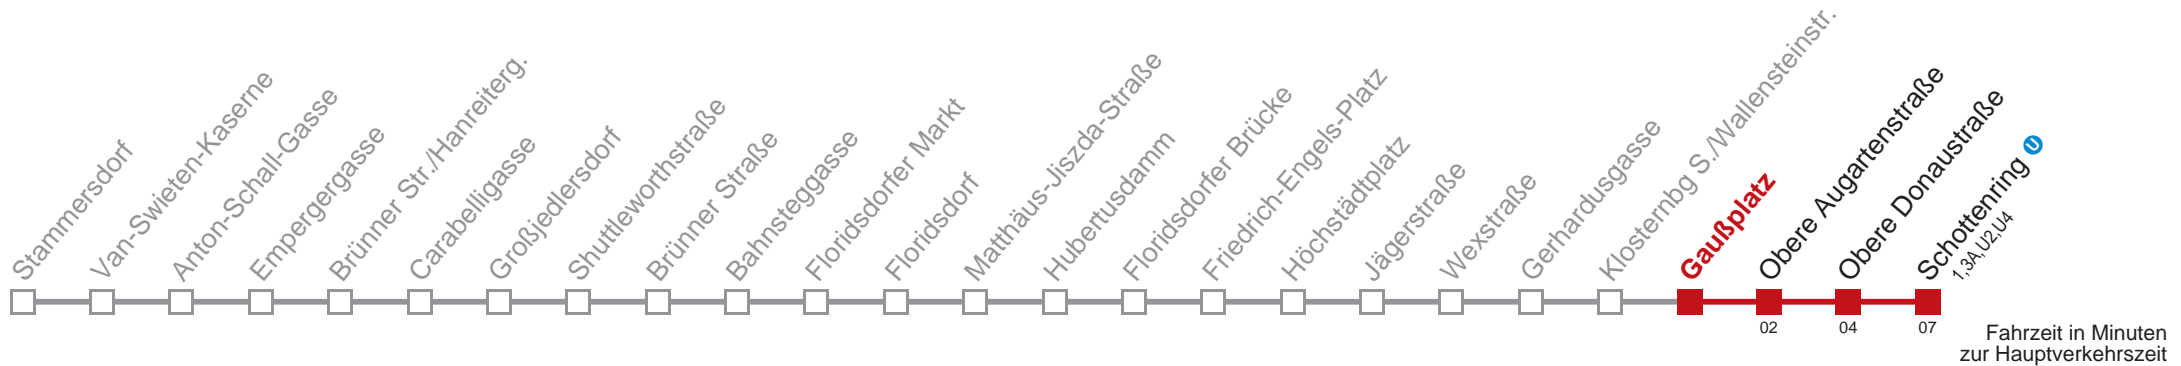 Stammersdorf
Van-Swieten-Kaserne
Anton-Schall-Gasse
Empergergasse
Brünner Str./Hanreiterg.
Carabelligasse
Großjedlersdorf
Shuttleworthstraße
Brünner Straße
Bahnsteggasse
Floridsdorfer Markt
Floridsdorf
Matthäus-Jiszda-Straße
Hubertusdamm
Floridsdorfer Brücke
Friedrich-Engels-Platz
Höchstädtplatz
Jägerstraße
Wexstraße
Gerhardusgasse
Klosternbg S./Wallensteinstr.
Gaußplatz
Obere Augartenstraße
Obere Donaustraße
Schottenring U
1,3A,U2,U4
02
04
07
Fahrzeit in Minuten
zur Hauptverkehrszeit